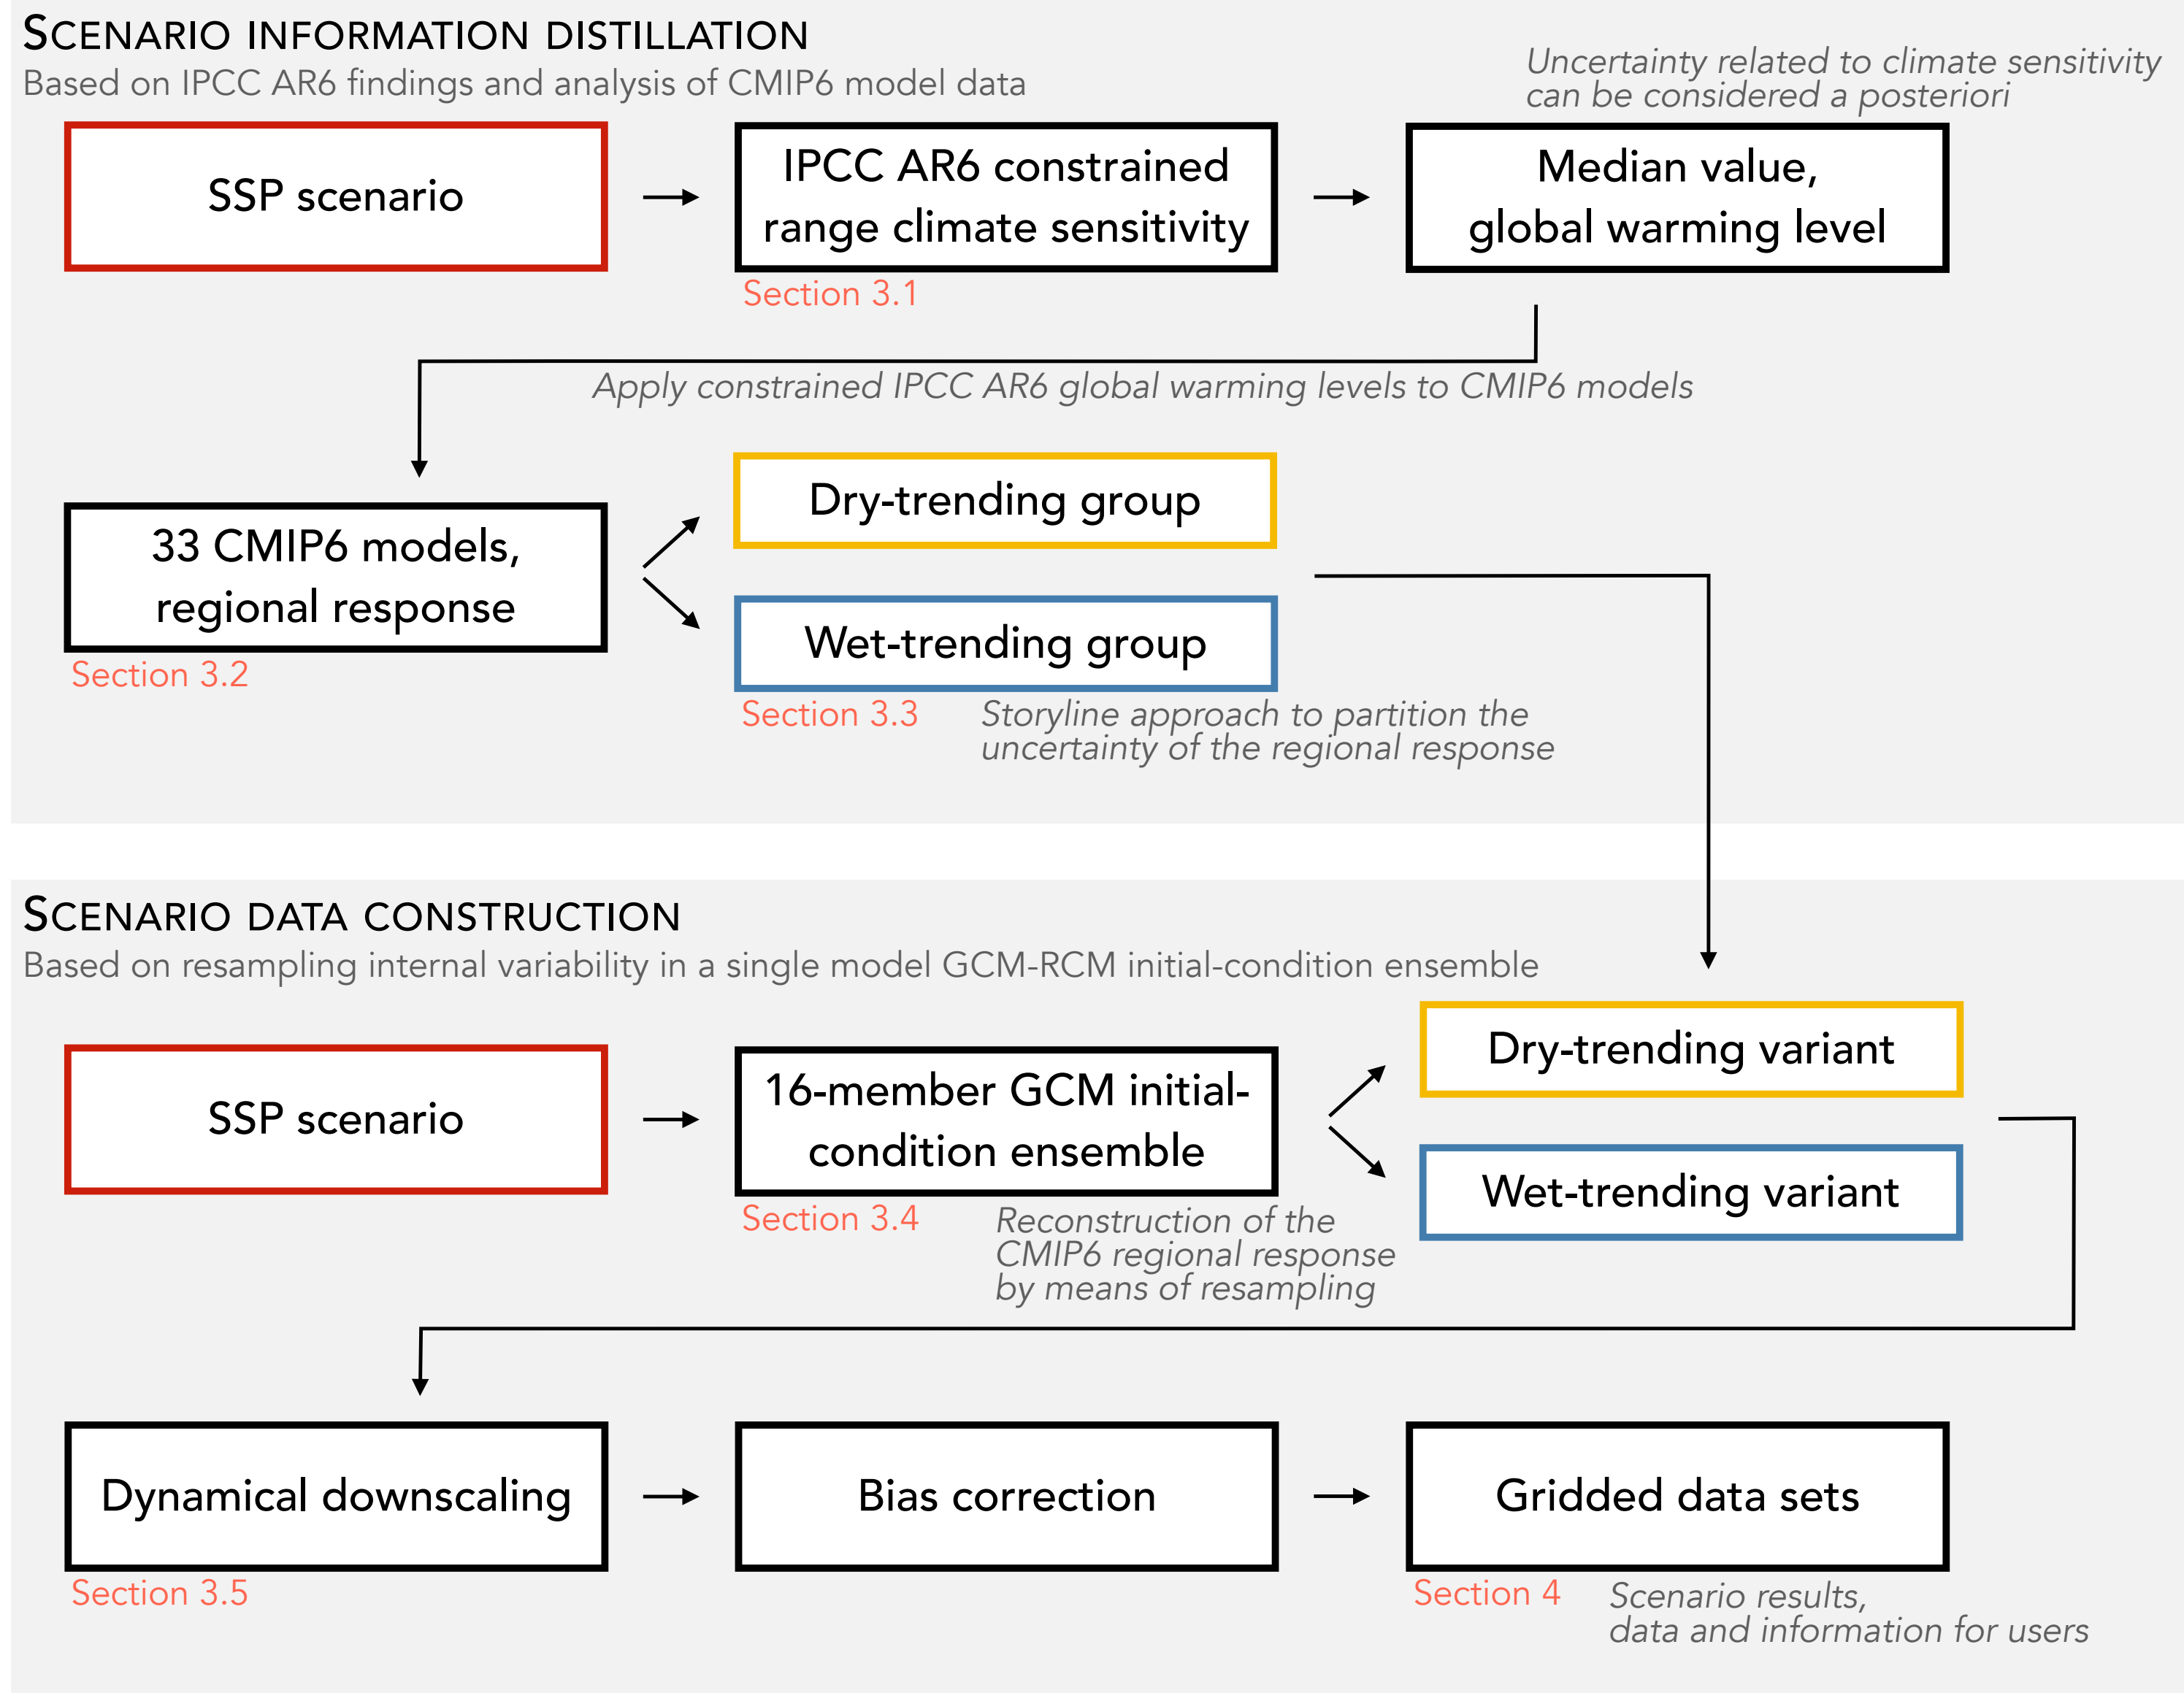 SCENARIO INFORMATION DISTILLATION
Based on IPCC AR6 findings and analysis of CMIP6 model data
Uncertainty related to climate sensitivity
can be considered a posteriori
SSP scenario
IPCC AR6 constrained
range climate sensitivity
Section 3.1
Median value,
global warming level
Apply constrained IPCC AR6 global warming levels to CMIP6 models
33 CMIP6 models,
regional response
Section 3.2
Dry-trending group
Wet-trending group
Section 3.3
Storyline approach to partition the
uncertainty of the regional response
SCENARIO DATA CONSTRUCTION
Based on resampling internal variability in a single model GCM-RCM initial-condition ensemble
SSP scenario
16-member GCM initial-
condition ensemble
Section 3.4
Reconstruction of the
CMIP6 regional response
by means of resampling
Dry-trending variant
Wet-trending variant
Dynamical downscaling
Section 3.5
Bias correction
Gridded data sets
Section 4
Scenario results,
data and information for users